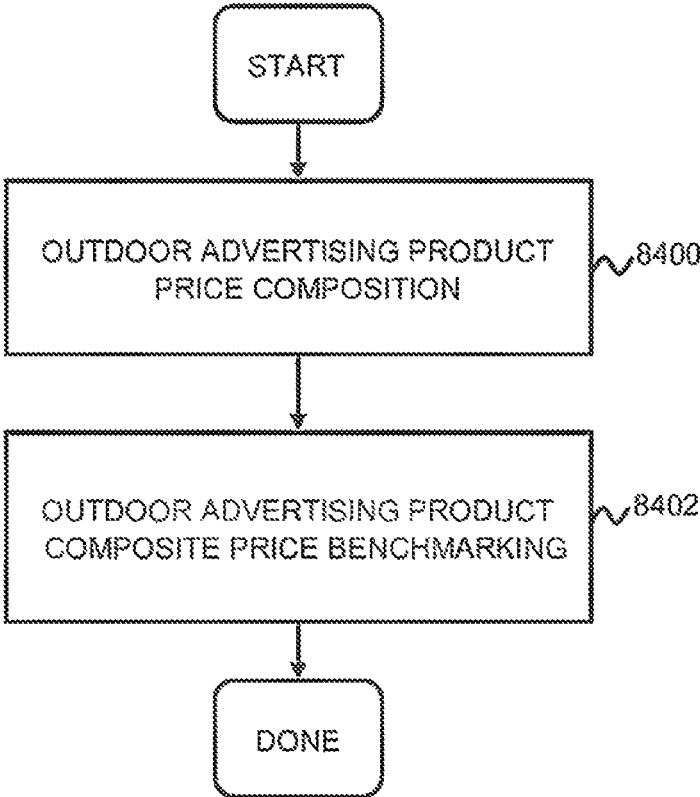 START
OUTDOOR ADVERTISING PRODUCT
PRICE COMPOSITION
8400
OUTDOOR ADVERTISING PRODUCT
COMPOSITE PRICE BENCHMARKING
8402
DONE